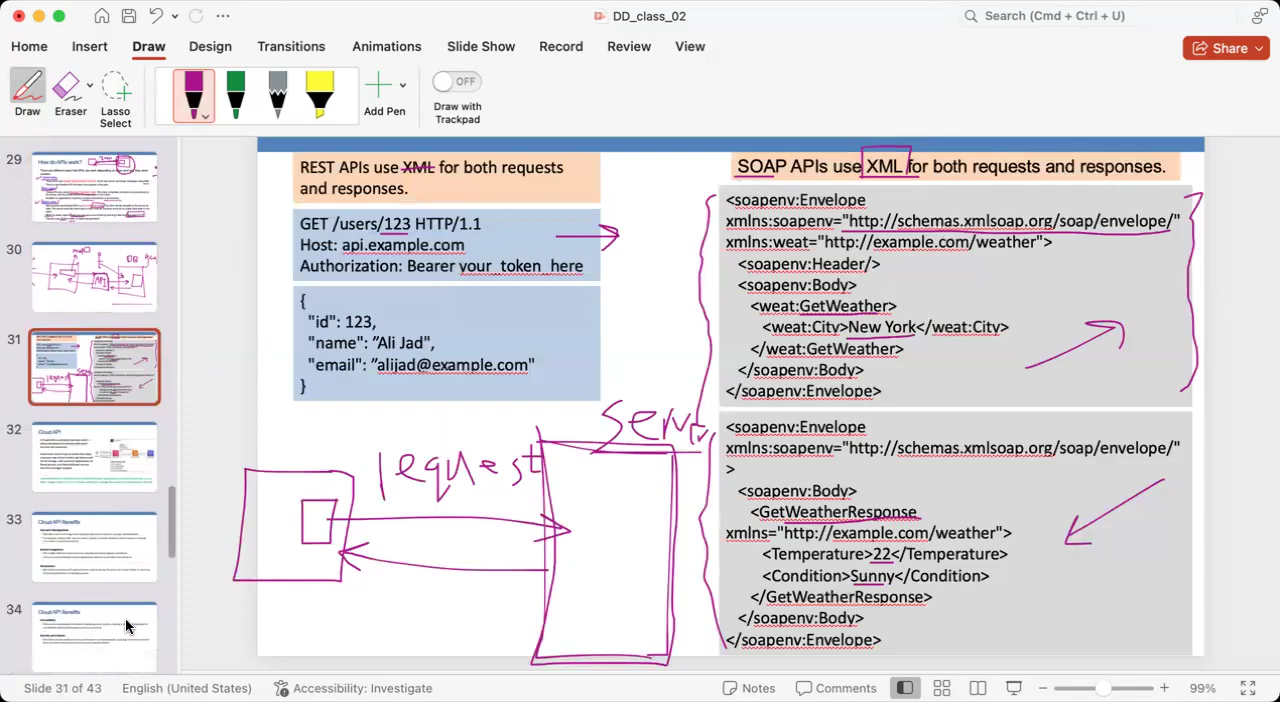 DD_class_02
Search (Cmd + Ctrl + U)
Home Insert Draw Design Transitions Animations Slide Show Record Review View
Share
OFF
Draw
Eraser
Lasso
Select
Add Pen
Draw with
Trackpad
29
How do APIs work?
30
API
31
32
Cloud API
33
Cloud API Benefits
34
Cloud API Benefits
REST APIs use XML for both requests
and responses.
GET /users/123 HTTP/1.1
Host: api.example.com
Authorization: Bearer your_token_here
{
"id": 123,
"name": ”Ali Jad",
"email": ”alijad@example.com"
}
request
Server
SOAP APIs use XML for both requests and responses.
<soapenv:Envelope
xmlns:soapenv="http://schemas.xmlsoap.org/soap/envelope/"
xmlns:weat="http://example.com/weather">
<soapenv:Header/>
<soapenv:Body>
<weat:GetWeather>
<weat:City>New York</weat:City>
</weat:GetWeather>
</soapenv:Body>
</soapenv:Envelope>
<soapenv:Envelope
xmlns:soapenv="http://schemas.xmlsoap.org/soap/envelope/"
>
<soapenv:Body>
<GetWeatherResponse
xmlns="http://example.com/weather">
<Temperature>22</Temperature>
<Condition>Sunny</Condition>
</GetWeatherResponse>
</soapenv:Body>
</soapenv:Envelope>
Slide 31 of 43
English (United States)
Accessibility: Investigate
Notes
Comments
99%